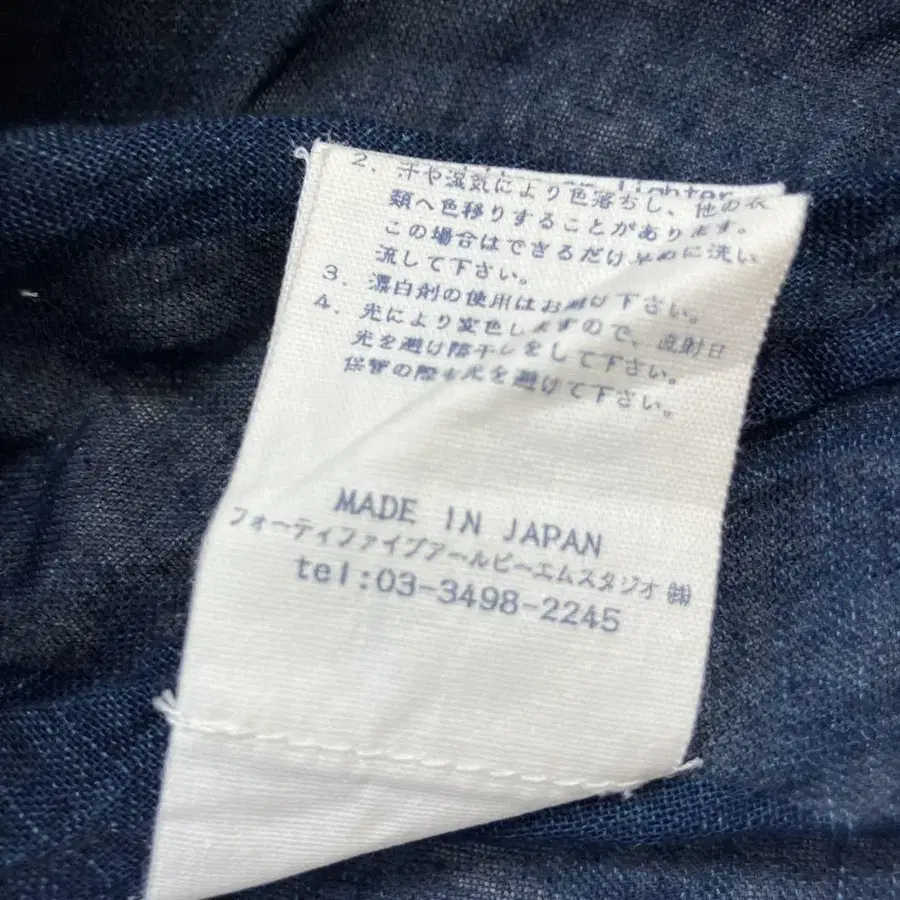 lighter
2. 汗や湿気により色落ちし、他の衣
類へ色移りすることがあります。
この場合はできるだけ早めに洗い
流して下さい。
3. 漂白剤の使用はお避け下さい。
4. 光により変色しますので、直射日
光を避け陰干しをして下さい。
保管の際も光を避けて下さい。
MADE IN JAPAN
フォーティファイブアールピーエムスタジオ㈱
tel:03-3498-2245